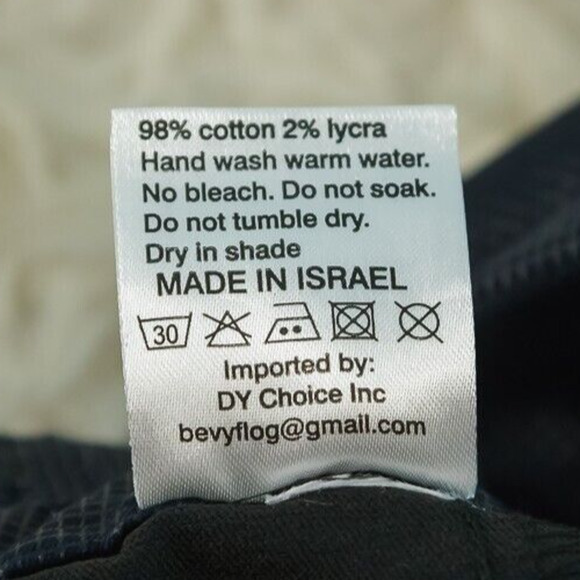 98% cotton 2% lycra
Hand wash warm water.
No bleach. Do not soak.
Do not tumble dry.
Dry in shade
MADE IN ISRAEL
30
Imported by:
DY Choice Inc
bevyflog@gmail.com